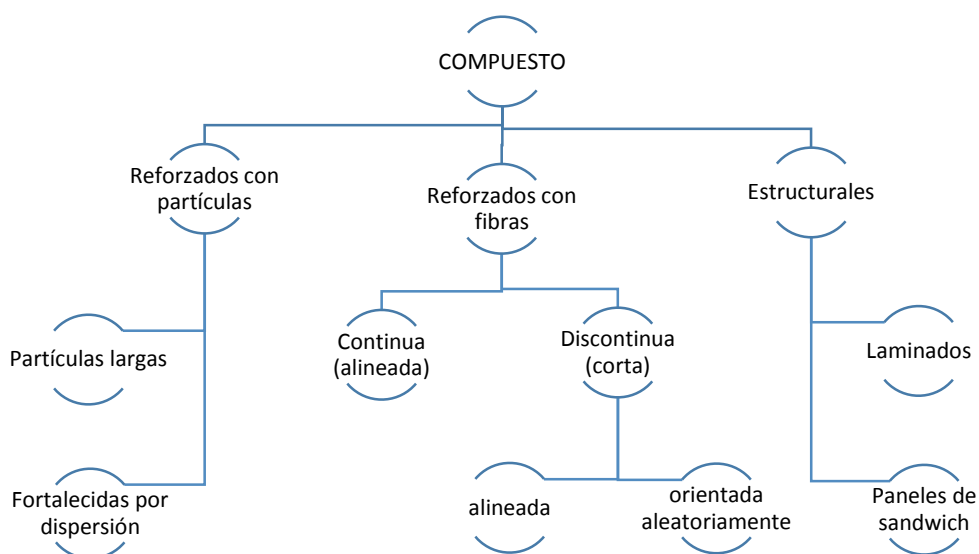 COMPUESTO
Reforzados con
partículas
Reforzados con
fibras
Estructurales
Partículas largas
Continua
(alineada)
Discontinua
(corta)
Laminados
Fortalecidas por
dispersión
alineada
orientada
aleatoriamente
Paneles de
sandwich